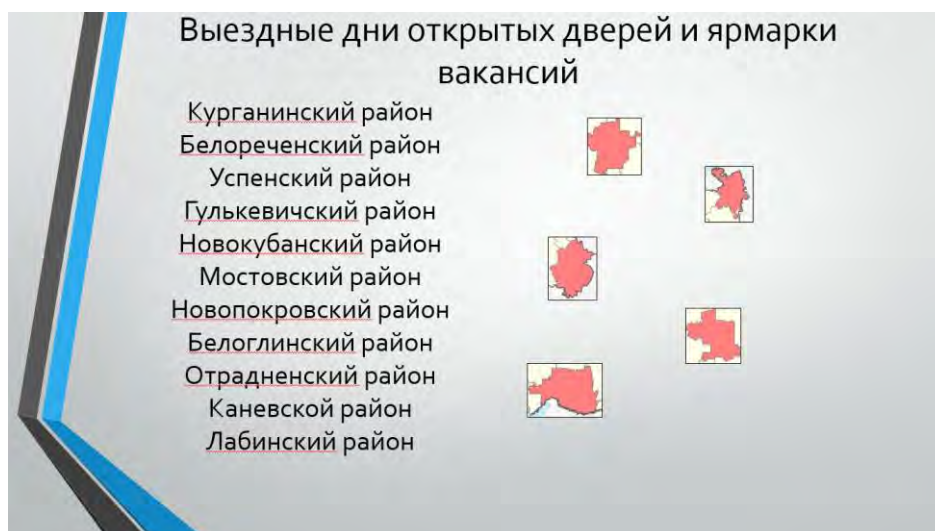 Выездные дни открытых дверей и ярмарки
вакансий
Курганинский район
Белореченский район
Успенский район
Гулькевичский район
Новокубанский район
Мостовский район
Новопокровский район
Белоглинский район
Отрадненский район
Каневской район
Лабинский район